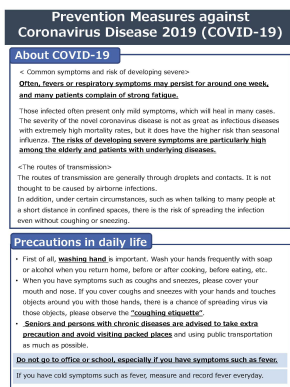 Prevention Measures against
Coronavirus Disease 2019 (COVID-19)
About COVID-19
< Common symptoms and risk of developing severe>
Often, fevers or respiratory symptoms may persist for around one week,
and many patients complain of strong fatigue.
Those infected often present only mild symptoms, which will heal in many cases.
The severity of the novel coronavirus disease is not as great as infectious diseases
with extremely high mortality rates, but it does have the higher risk than seasonal
influenza. The risks of developing severe symptoms are particularly high
among the elderly and patients with underlying diseases.
<The routes of transmission>
The routes of transmission are generally through droplets and contacts. It is not
thought to be caused by airborne infections.
In addition, under certain circumstances, such as when talking to many people at
a short distance in confined spaces, there is the risk of spreading the infection
even without coughing or sneezing.
Precautions in daily life
• First of all, washing hand is important. Wash your hands frequently with soap
or alcohol when you return home, before or after cooking, before eating, etc.
• When you have symptoms such as coughs and sneezes, please cover your
mouth and nose. If you cover coughs and sneezes with your hands and touches
objects around you with those hands, there is a chance of spreading virus via
those objects, please observe the "coughing etiquette".
• Seniors and persons with chronic diseases are advised to take extra
precaution and avoid visiting packed places and using public transportation
as much as possible.
Do not go to office or school, especially if you have symptoms such as fever.
If you have cold symptoms such as fever, measure and record fever everyday.